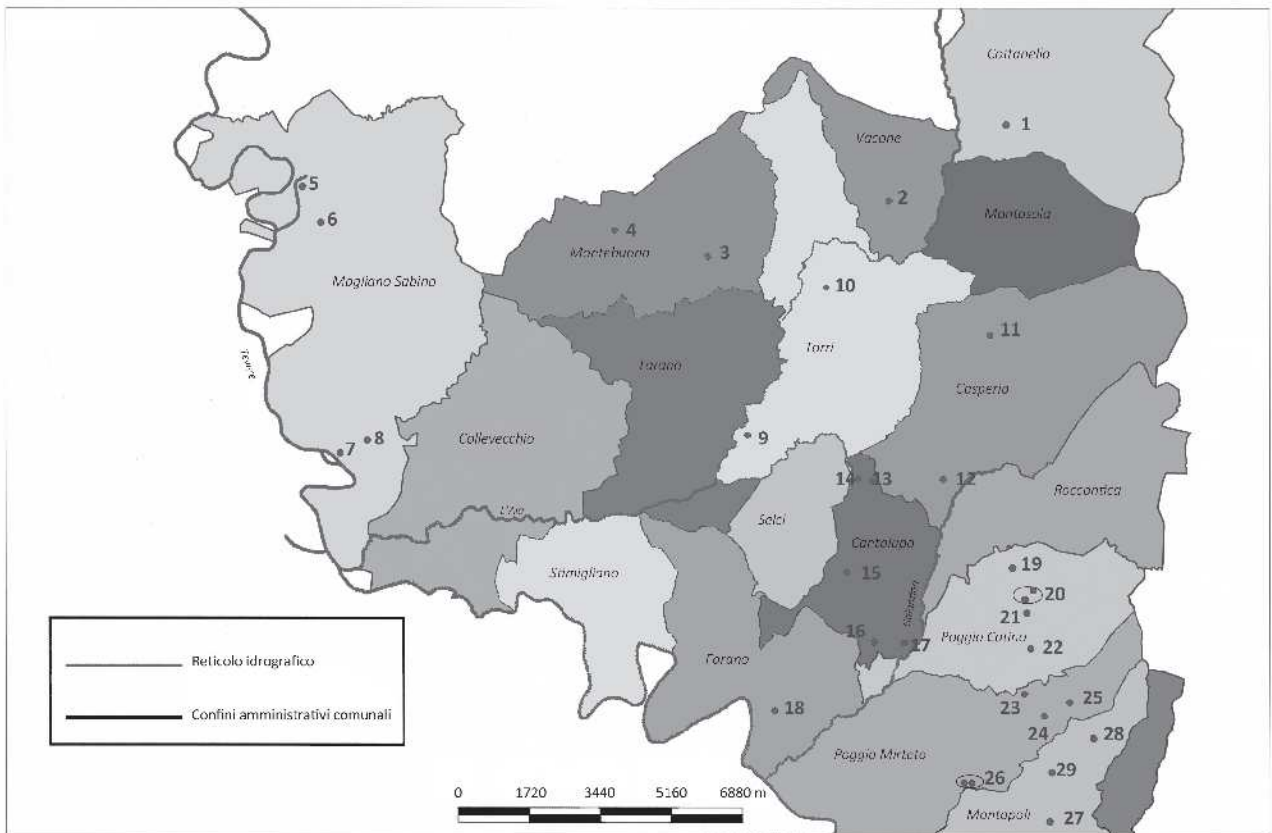 Cottanello
1
Vacone
2
5
6
4
3
Montebuono
Montasola
Magliano Sabina
10
11
Torri
Tarano
Tevere
Casperia
Collevecchio
9
7
8
14
13
12
Roccantica
L'Aia
Selci
Cantalupo
Stimigliano
15
19
20
21
16
17
Poggio Catino
22
Forano
Reticolo idrografico
Confini amministrativi comunali
18
23
25
24
28
Poggio Mirteto
29
26
Montopoli
27
0 1720 3440 5160 6880 m